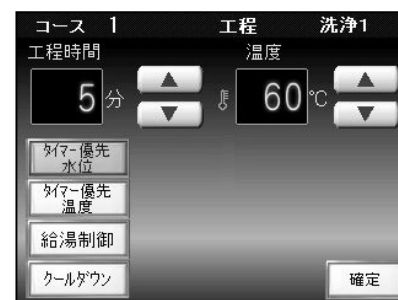 コース 1 工程 洗浄1
工程時間 温度
5 分 60 ℃
ﾀｲﾏｰ優先
水位
ﾀｲﾏｰ優先
温度
給湯制御
クールダウン 確定